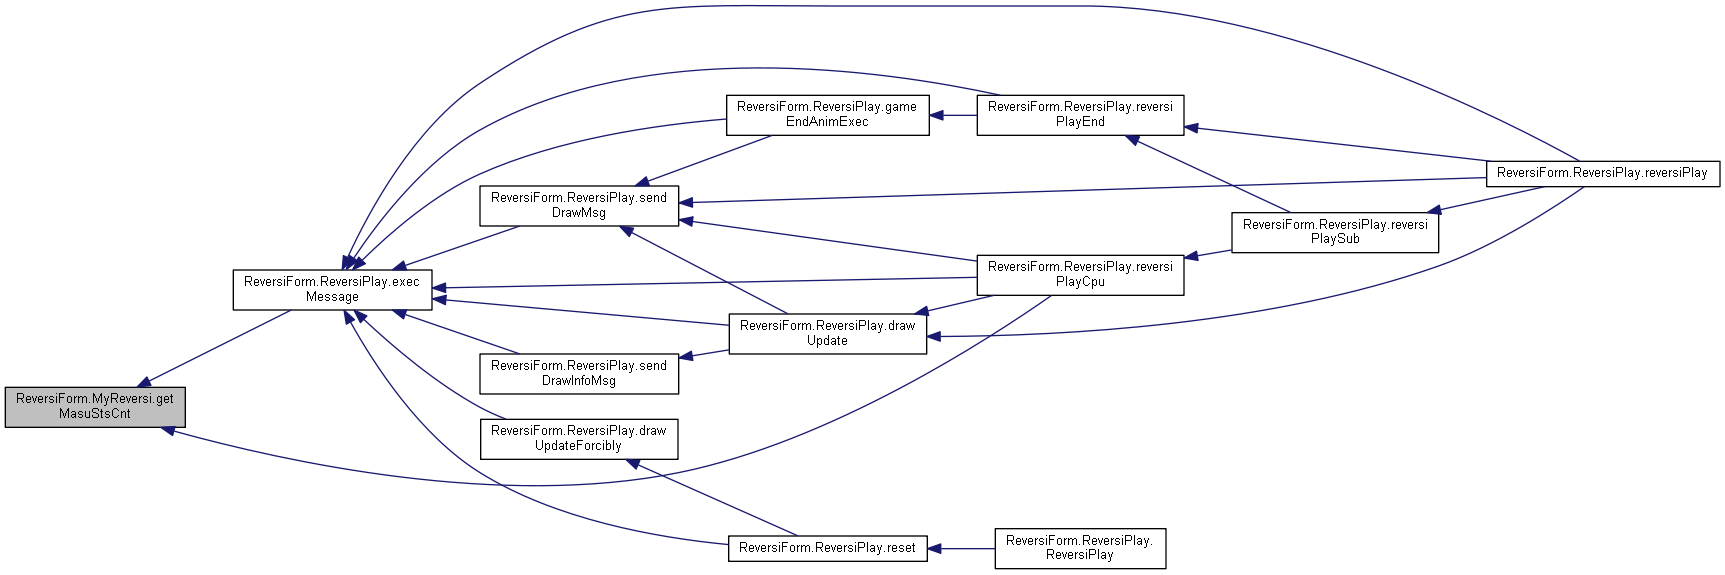 ReversiForm.ReversiPlay.game
EndAnimExec
ReversiForm.ReversiPlay.reversi
PlayEnd
ReversiForm.ReversiPlay.reversiPlay
ReversiForm.ReversiPlay.send
DrawMsg
ReversiForm.ReversiPlay.reversi
PlaySub
ReversiForm.ReversiPlay.exec
Message
ReversiForm.ReversiPlay.reversi
PlayCpu
ReversiForm.ReversiPlay.draw
Update
ReversiForm.ReversiPlay.send
DrawInfoMsg
ReversiForm.MyReversi.get
MasuStsCnt
ReversiForm.ReversiPlay.draw
UpdateForcibly
ReversiForm.ReversiPlay.reset
ReversiForm.ReversiPlay.
ReversiPlay